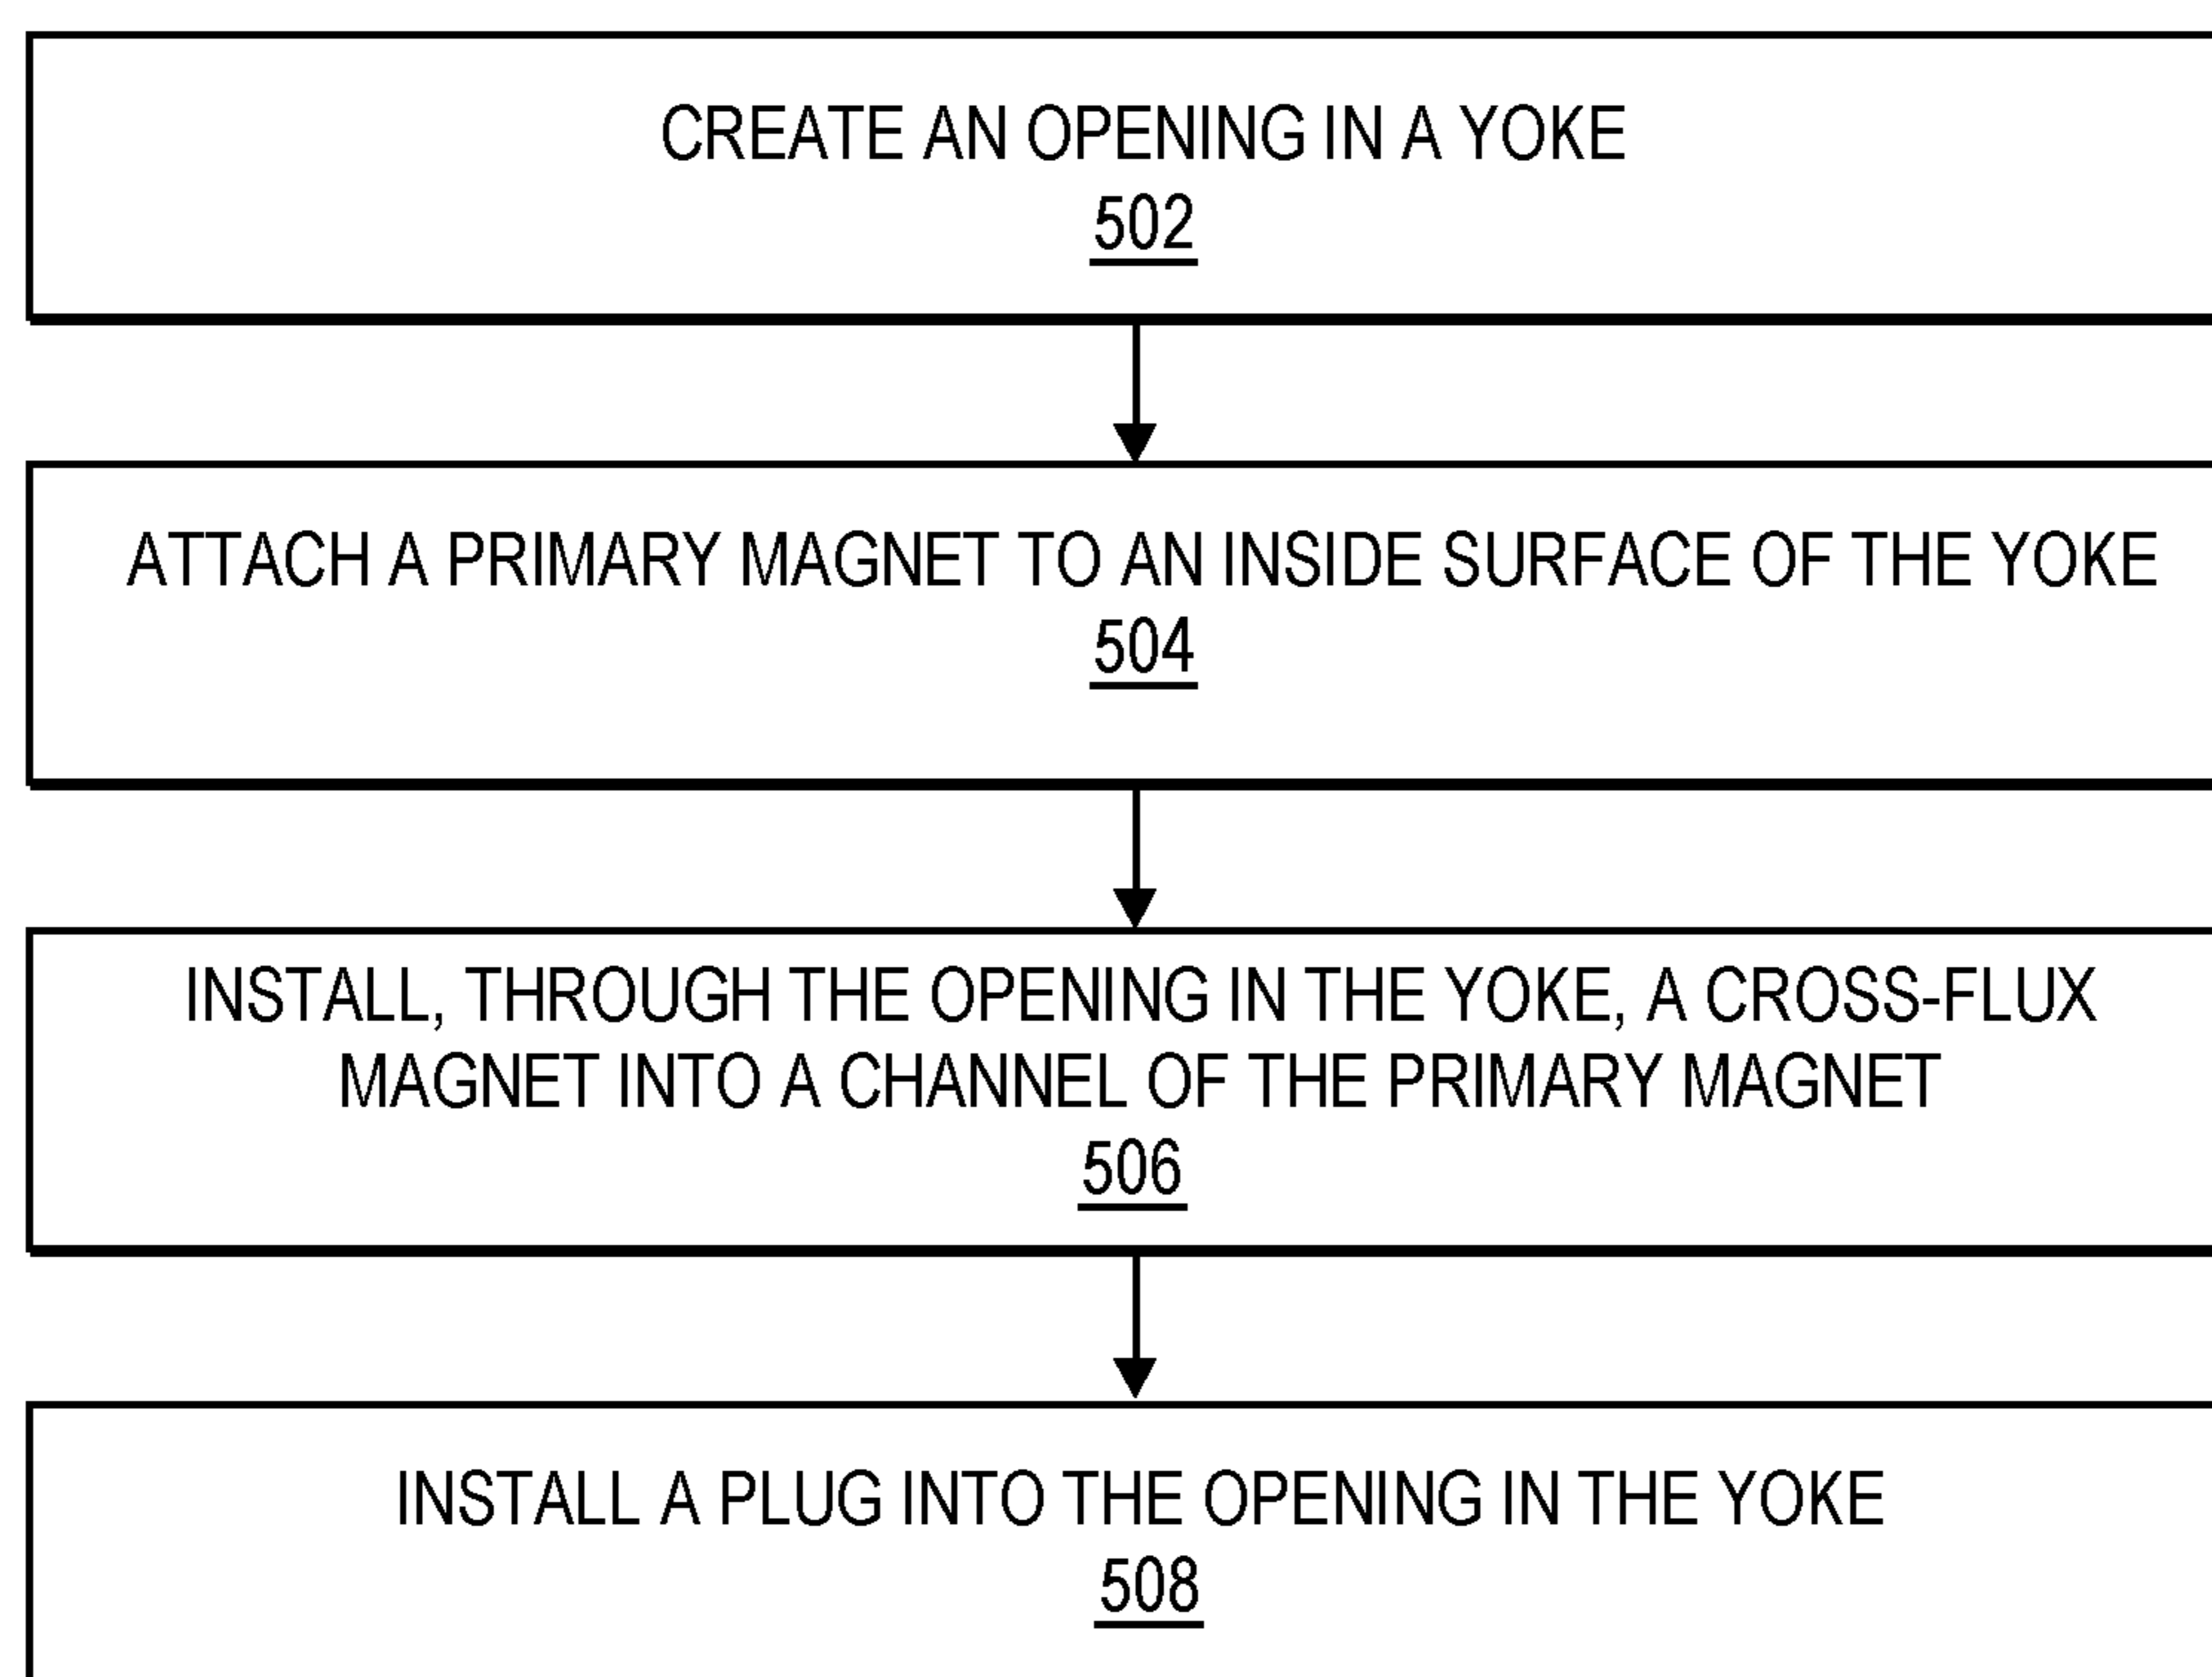 CREATE AN OPENING IN A YOKE
502
ATTACH A PRIMARY MAGNET TO AN INSIDE SURFACE OF THE YOKE
504
INSTALL, THROUGH THE OPENING IN THE YOKE, A CROSS-FLUX
MAGNET INTO A CHANNEL OF THE PRIMARY MAGNET
506
INSTALL A PLUG INTO THE OPENING IN THE YOKE
508